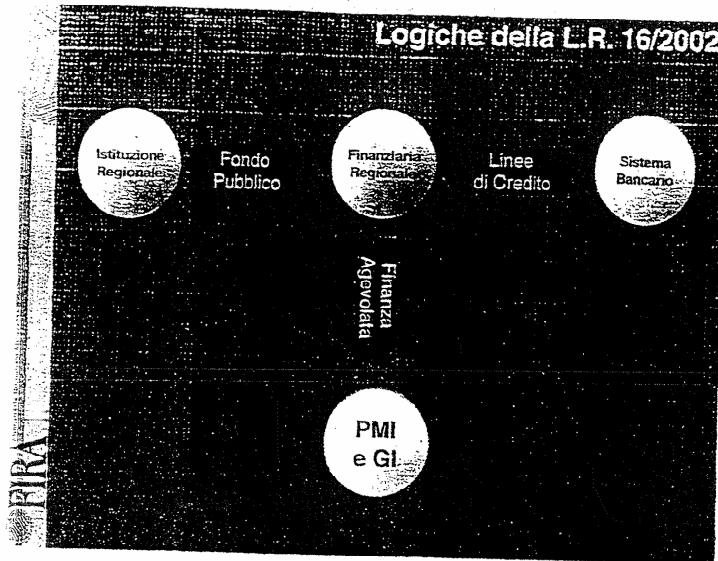 Logiche della L.R. 16/2002
Istituzione
Regionale
Fondo
Pubblico
Finanziaria
Regionale
Linee
di Credito
Sistema
Bancario
Finanza
Agevolata
PMI
e GI
FIRA